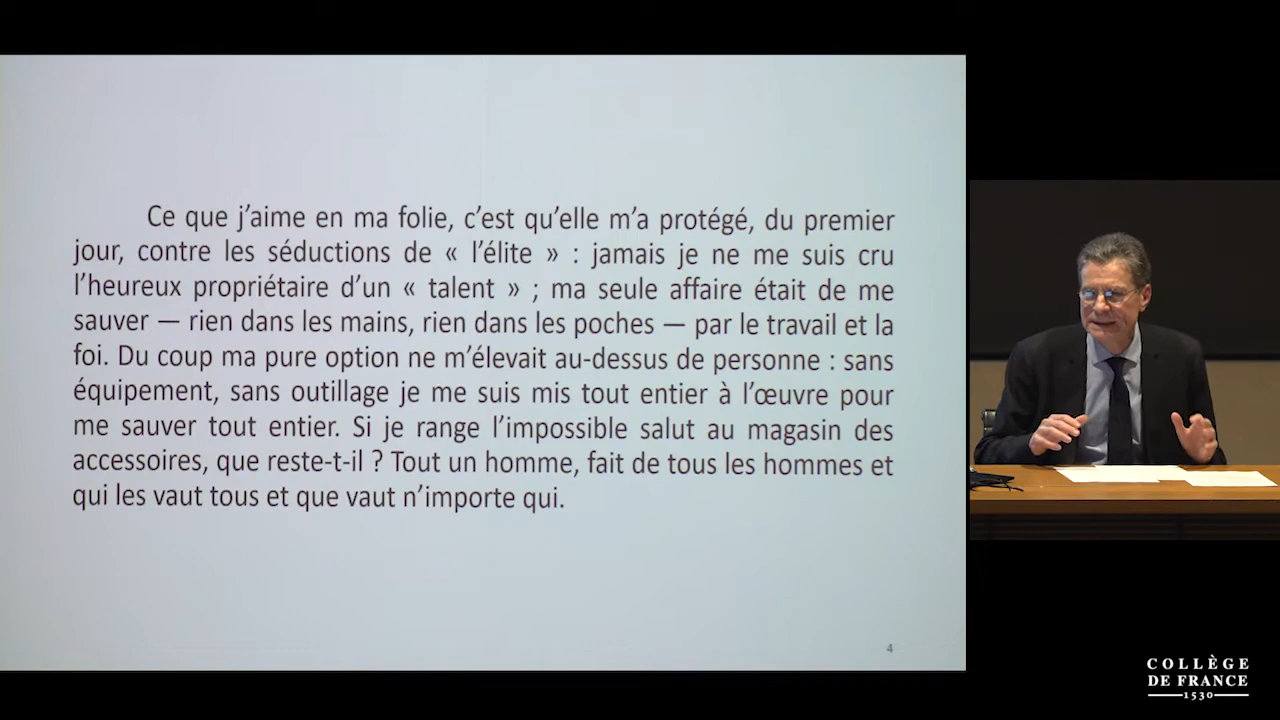 Ce que j’aime en ma folie, c’est qu’elle m’a protégé, du premier
jour, contre les séductions de « l’élite » : jamais je ne me suis cru
l’heureux propriétaire d’un « talent » ; ma seule affaire était de me
sauver — rien dans les mains, rien dans les poches — par le travail et la
foi. Du coup ma pure option ne m’élevait au-dessus de personne : sans
équipement, sans outillage je me suis mis tout entier à l’œuvre pour
me sauver tout entier. Si je range l’impossible salut au magasin des
accessoires, que reste-t-il ? Tout un homme, fait de tous les hommes et
qui les vaut tous et que vaut n’importe qui.
4
COLLÈGE
DE FRANCE
1530